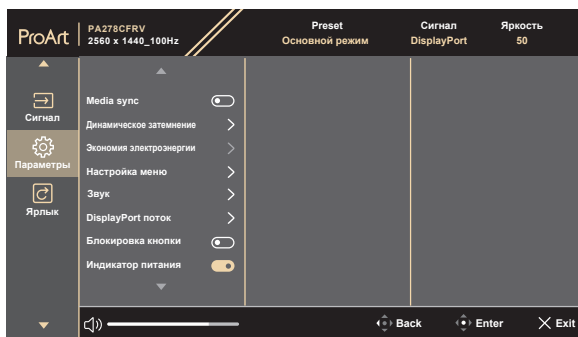 ProArt
PA278CFRV
2560 x 1440_100Hz
Preset
Основной режим
Сигнал
DisplayPort
Яркость
50
Сигнал
Параметры
Ярлык
Media sync
Динамическое затемнение
Экономия электроэнергии
Настройка меню
Звук
DisplayPort поток
Блокировка кнопки
Индикатор питания
Back
Enter
Exit